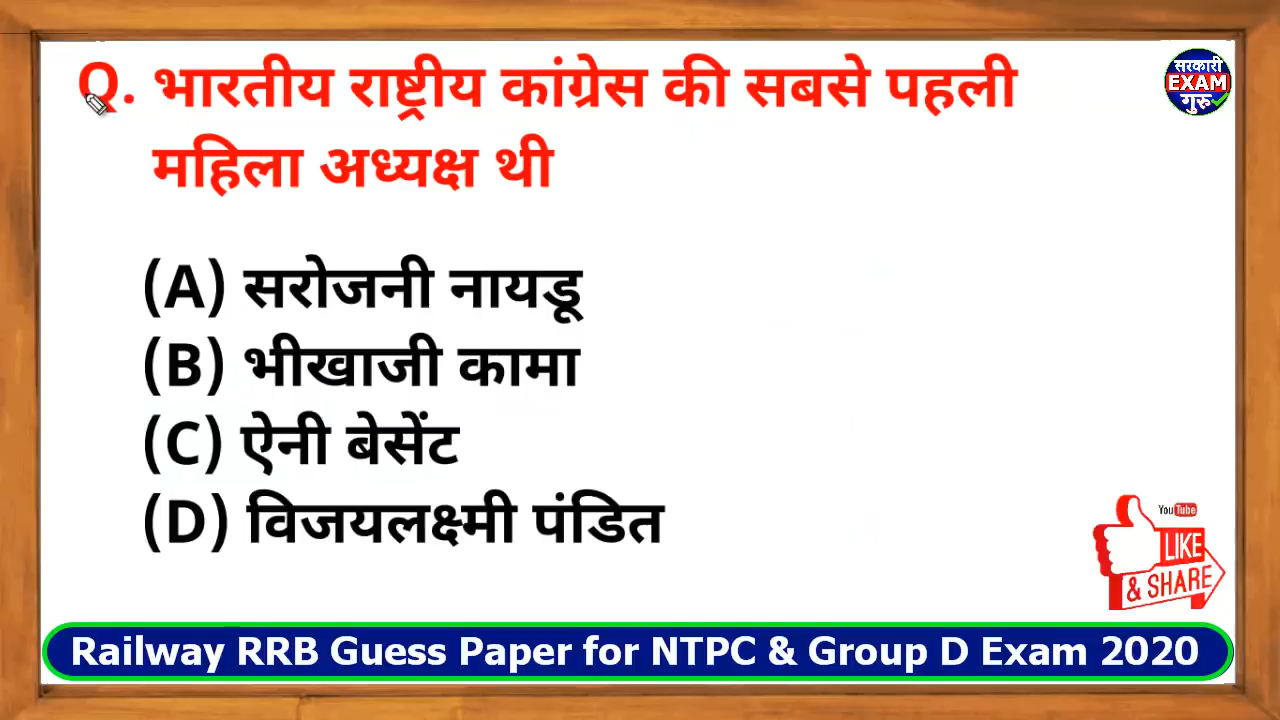 Q. भारतीय राष्ट्रीय कांग्रेस की सबसे पहली
महिला अध्यक्ष थी
(A) सरोजनी नायडू
(B) भीखाजी कामा
(C) ऐनी बेसेंट
(D) विजयलक्ष्मी पंडित
सरकारी
EXAM
गुरु
YouTube
LIKE
& SHARE
Railway RRB Guess Paper for NTPC & Group D Exam 2020